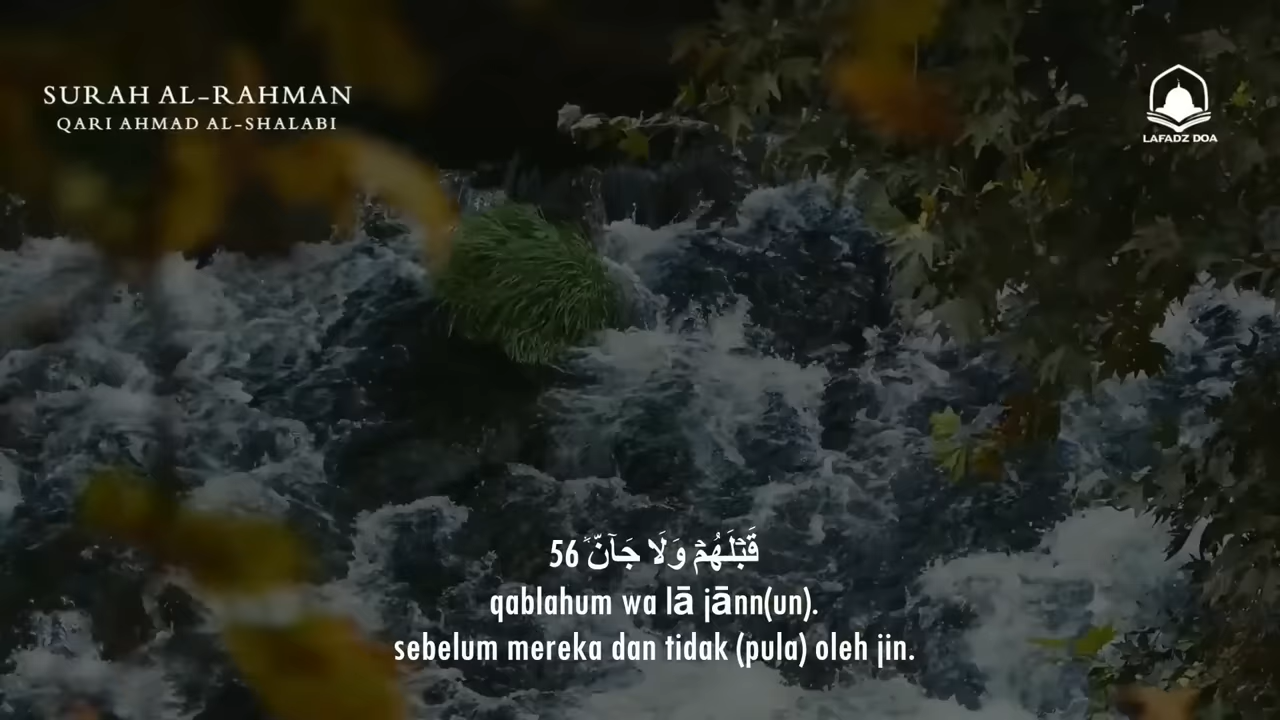 SURAH AL-RAHMAN
QARI AHMAD AL-SHALABI
LAFADZ DOA
قَبْلَهُمْ وَلَا جَاۤنٌّۚ 56
qablahum wa lā jānn(un).
sebelum mereka dan tidak (pula) oleh jin.